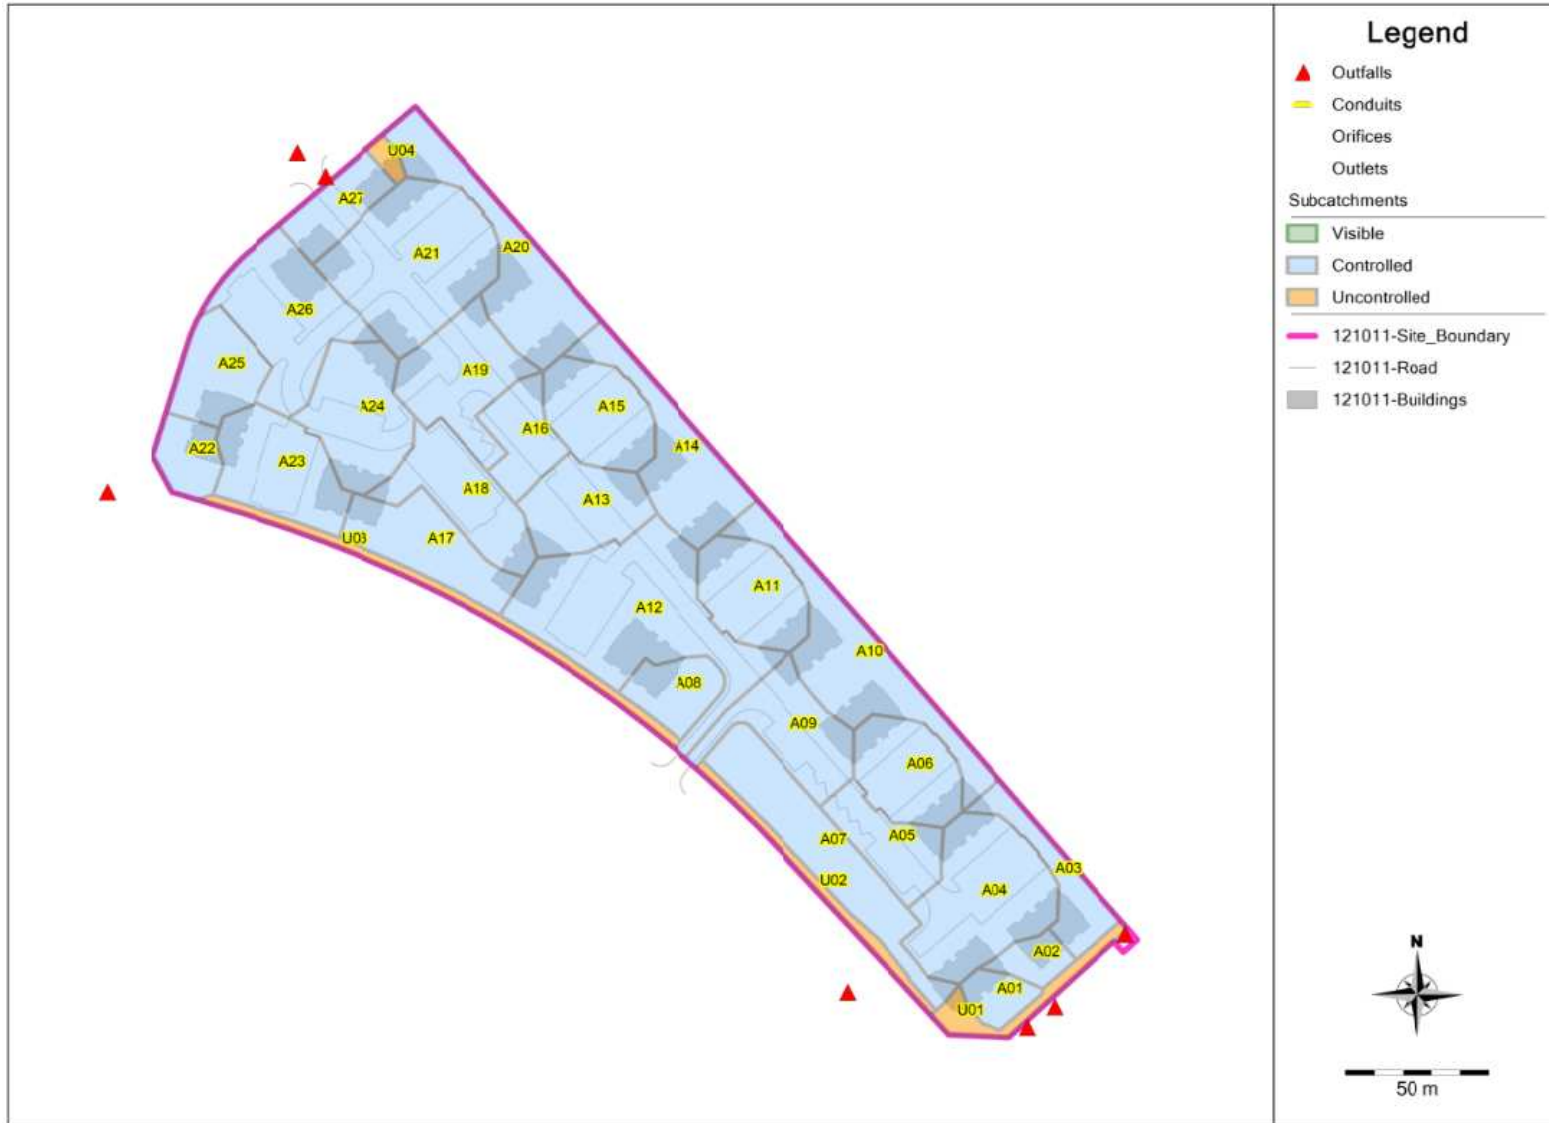 Legend
Outfalls
Conduits
Orifices
Outlets
Subcatchments
Visible
Controlled
Uncontrolled
121011-Site_Boundary
121011-Road
121011-Buildings
U04
A27
A21
A20
A26
A25
A19
A24
A15
A16
A14
A22
A23
A18
A13
U03
A17
A11
A12
A10
A08
A09
A06
A07
A05
U02
A03
A04
A02
A01
U01
N
50 m